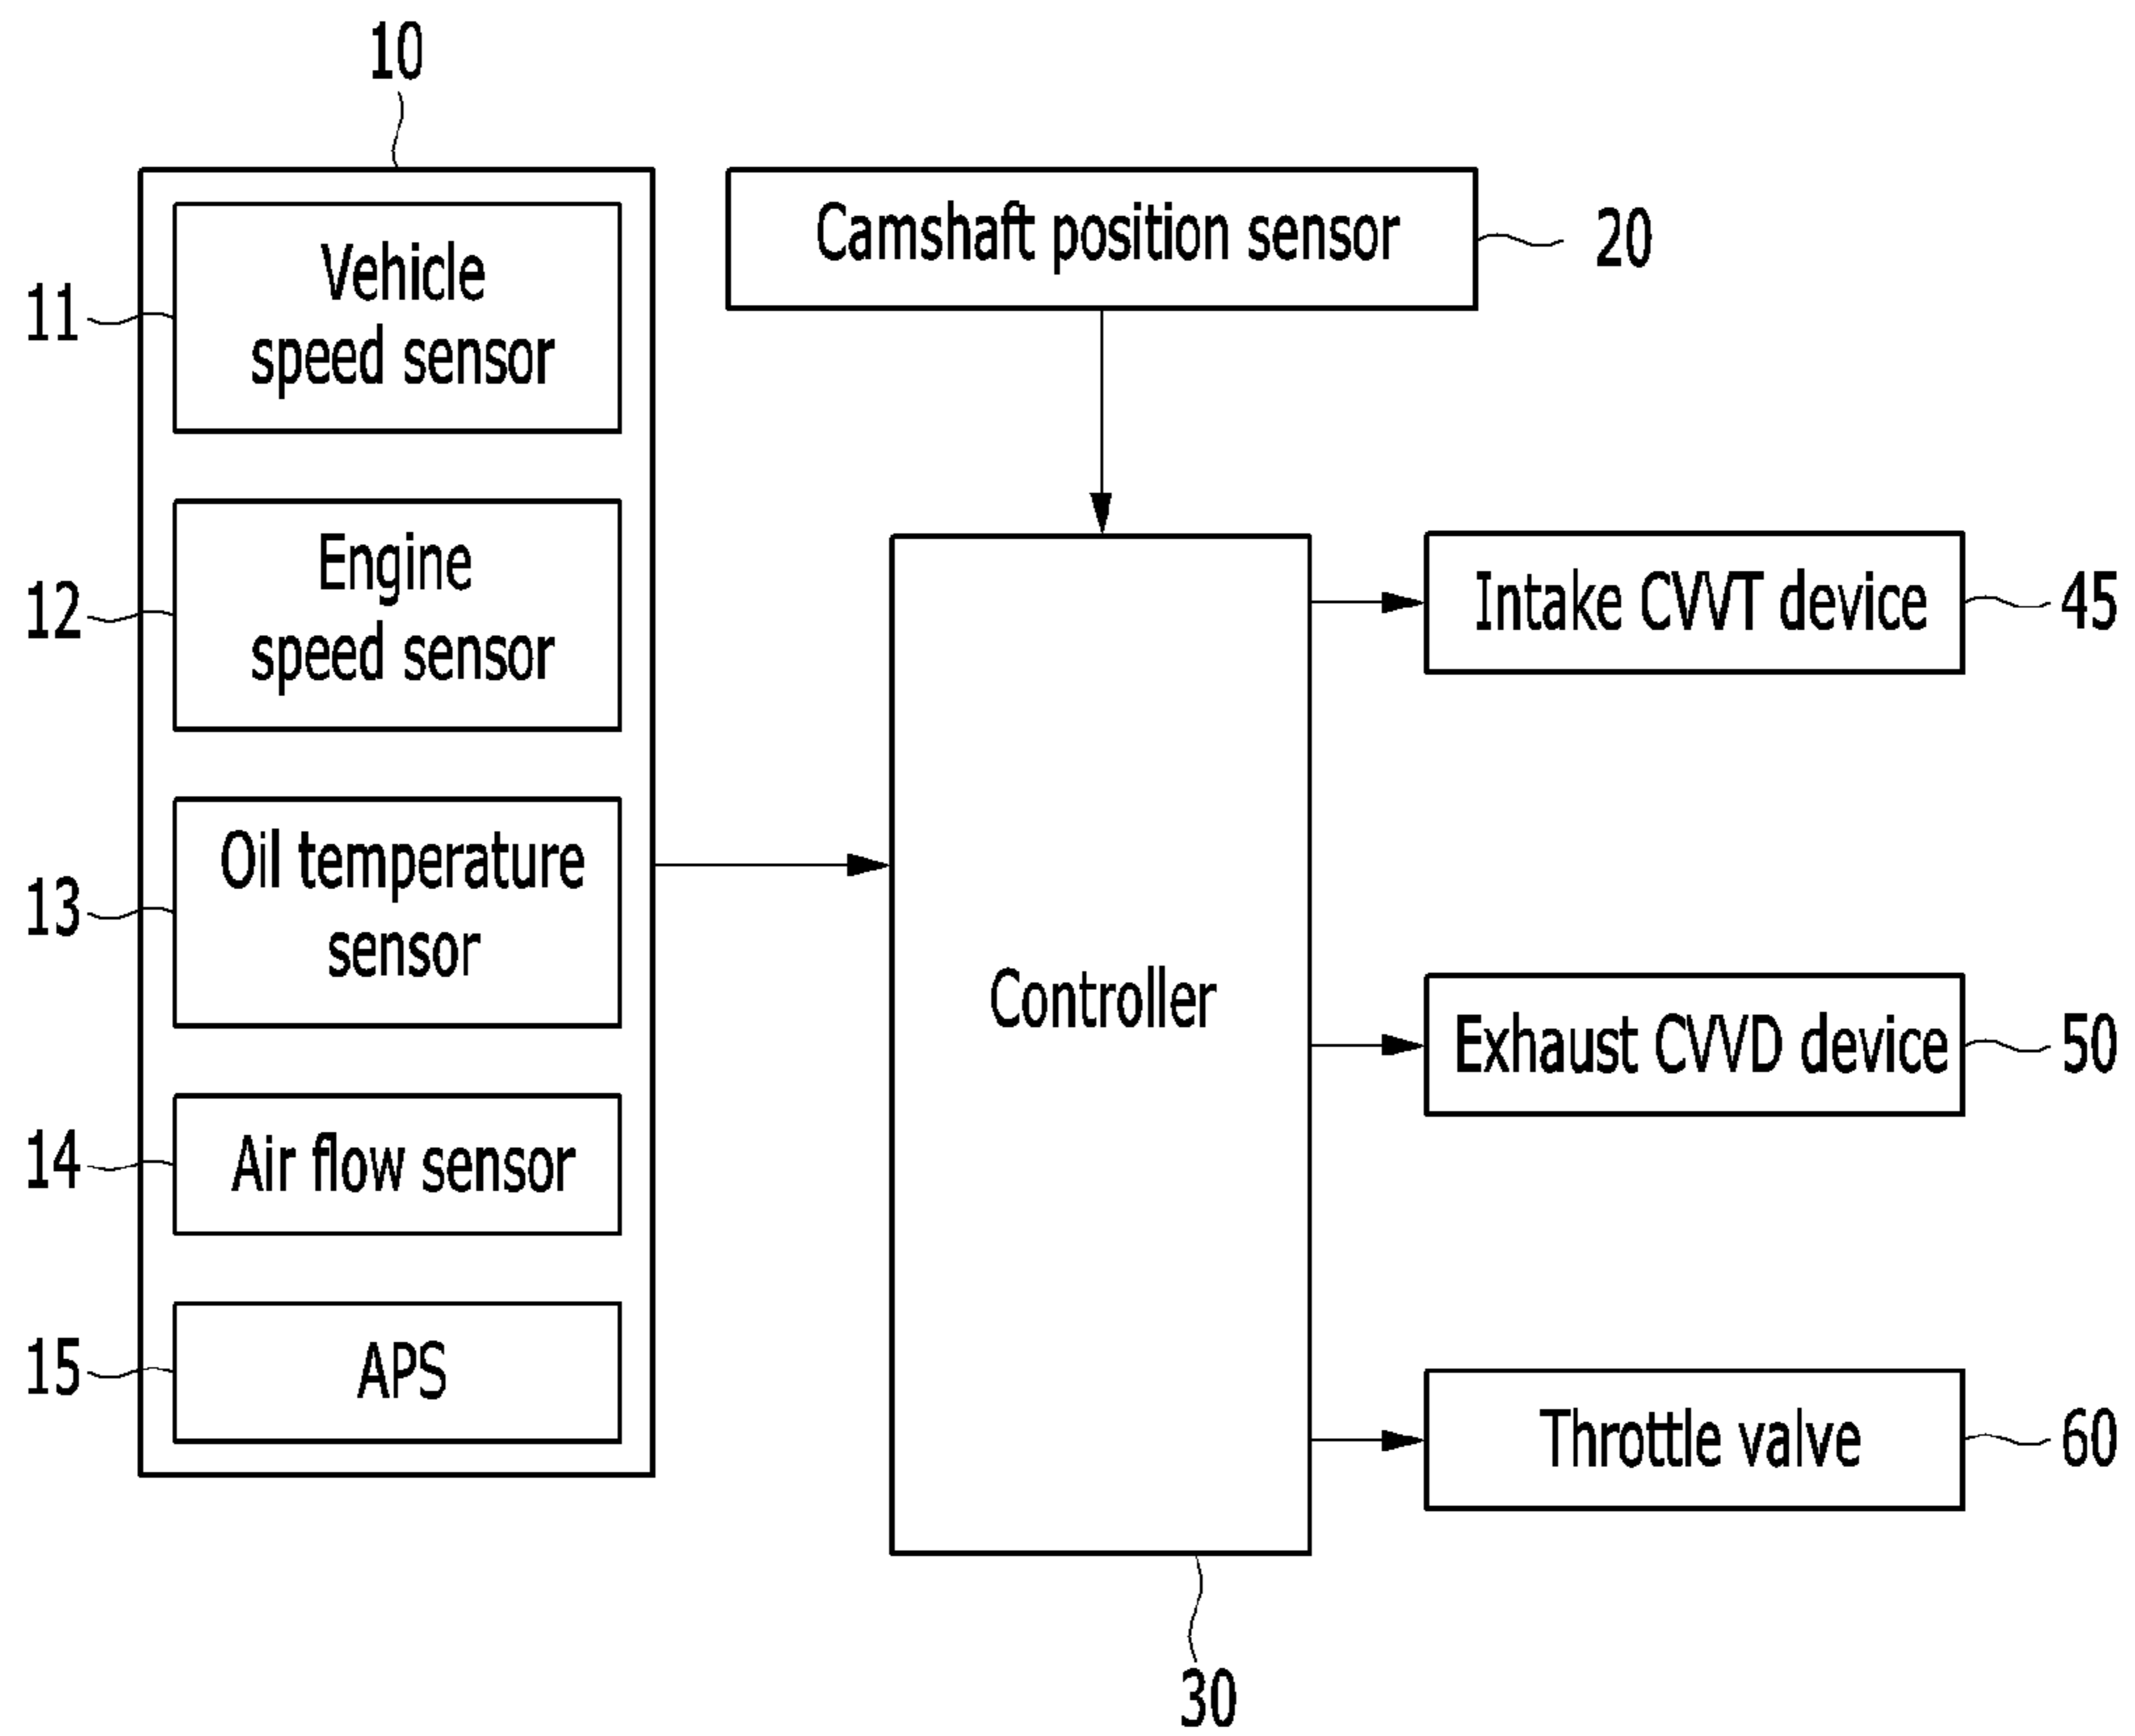 10
Vehicle
speed sensor
11
Engine
speed sensor
12
Oil temperature
sensor
13
Air flow sensor
14
APS
15
Camshaft position sensor
20
Controller
30
Intake CVVT device
45
Exhaust CVVD device
50
Throttle valve
60